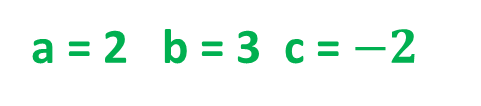 a = 2 b = 3 c = −2